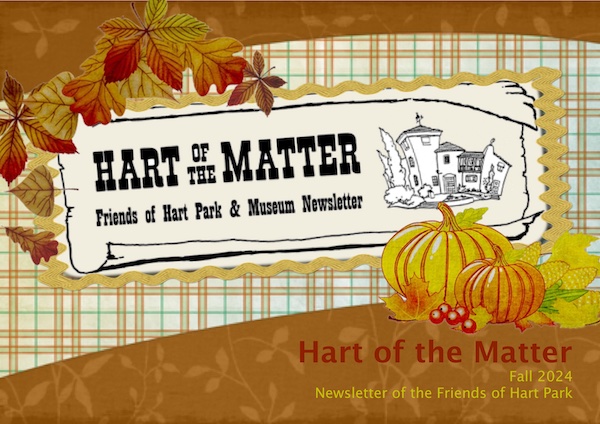 HART OF THE MATTER
Friends of Hart Park & Museum Newsletter
Hart of the Matter
Fall 2024
Newsletter of the Friends of Hart Park